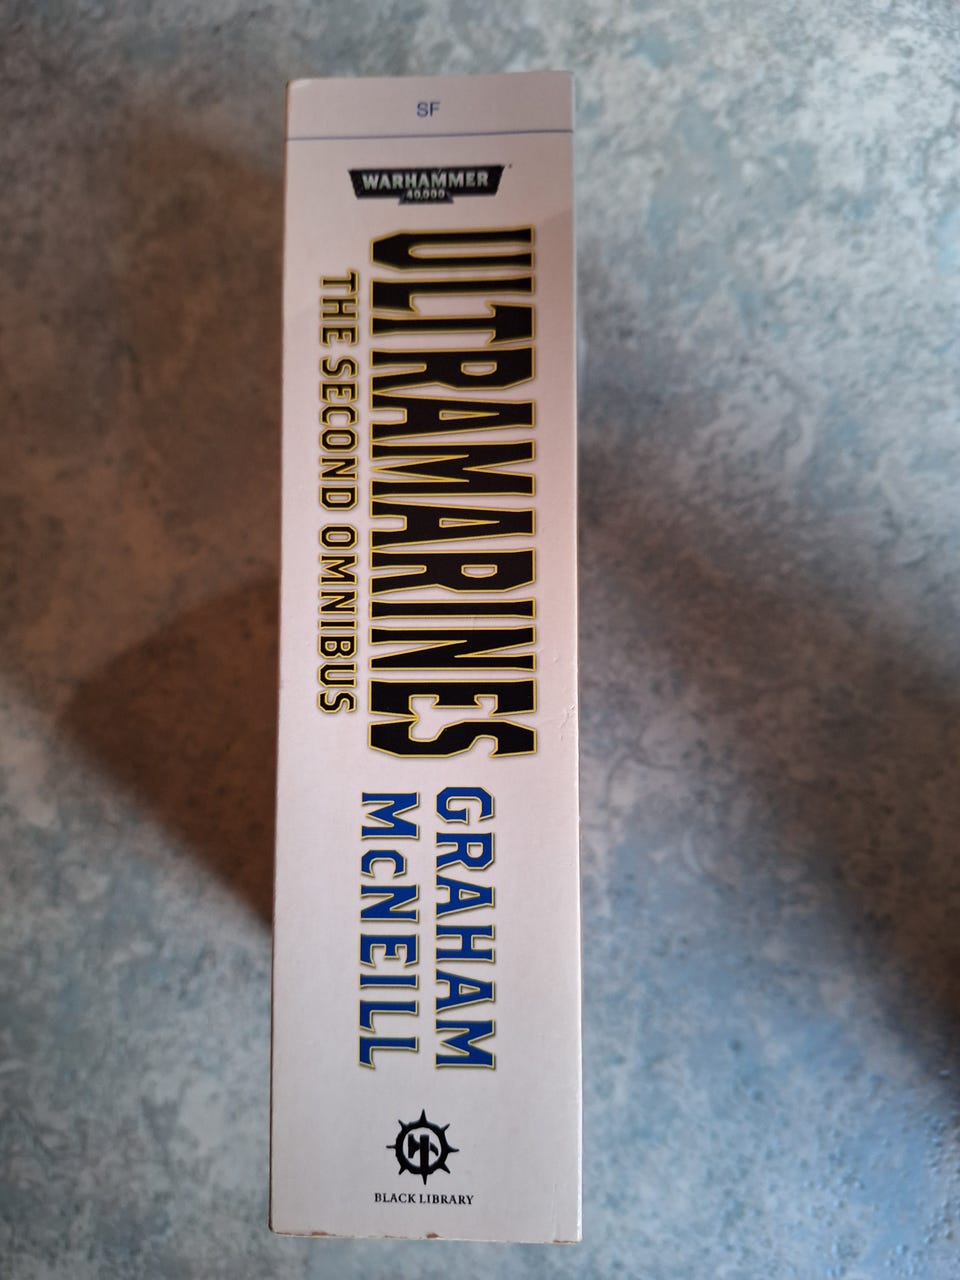 SF
WARHAMMER
40,000
ULTRAMARINES
THE SECOND OMNIBUS
GRAHAM
McNEILL
BLACK LIBRARY